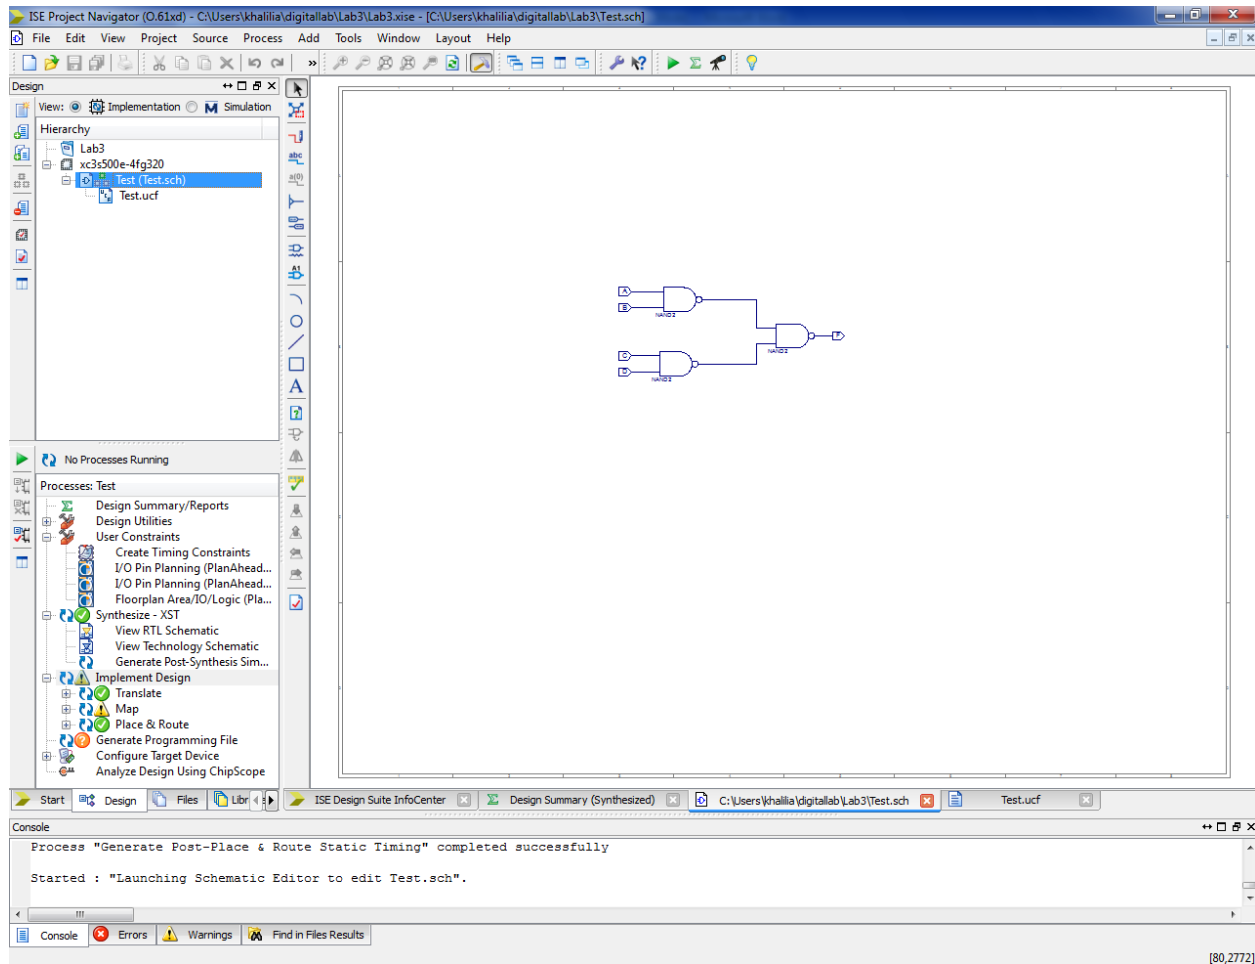 ISE Project Navigator (O.61xd) - C:\Users\khalilia\digitallab\Lab3\Lab3.xise - [C:\Users\khalilia\digitallab\Lab3\Test.sch]
File Edit View Project Source Process Add Tools Window Layout Help
Design
View: Implementation Simulation
Hierarchy
Lab3
xc3s500e-4fg320
Test (Test.sch)
Test.ucf
abc
a(0)
A1
A
A
B
NAND2
C
D
NAND2
NAND2
F
No Processes Running
Processes: Test
Design Summary/Reports
Design Utilities
User Constraints
Create Timing Constraints
I/O Pin Planning (PlanAhead...
I/O Pin Planning (PlanAhead...
Floorplan Area/IO/Logic (Pla...
Synthesize - XST
View RTL Schematic
View Technology Schematic
Generate Post-Synthesis Sim...
Implement Design
Translate
Map
Place & Route
Generate Programming File
Configure Target Device
Analyze Design Using ChipScope
Start Design Files Libr
ISE Design Suite InfoCenter Design Summary (Synthesized) C:\Users\khalilia\digitallab\Lab3\Test.sch Test.ucf
Console
Process "Generate Post-Place & Route Static Timing" completed successfully
Started : "Launching Schematic Editor to edit Test.sch".
Console Errors Warnings Find in Files Results
[80,2772]